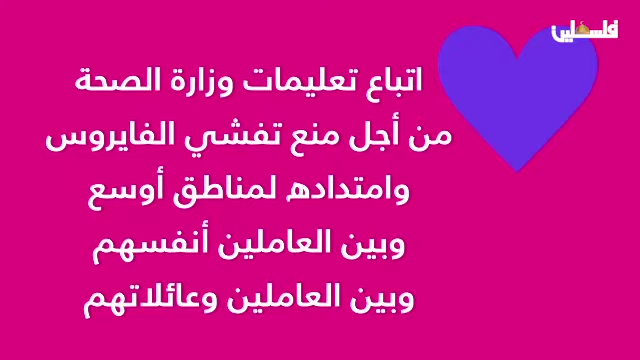 فلسطين
اتباع تعليمات وزارة الصحة
من أجل منع تفشي الفايروس
وامتداده لمناطق أوسع
وبين العاملين أنفسهم
وبين العاملين وعائلاتهم